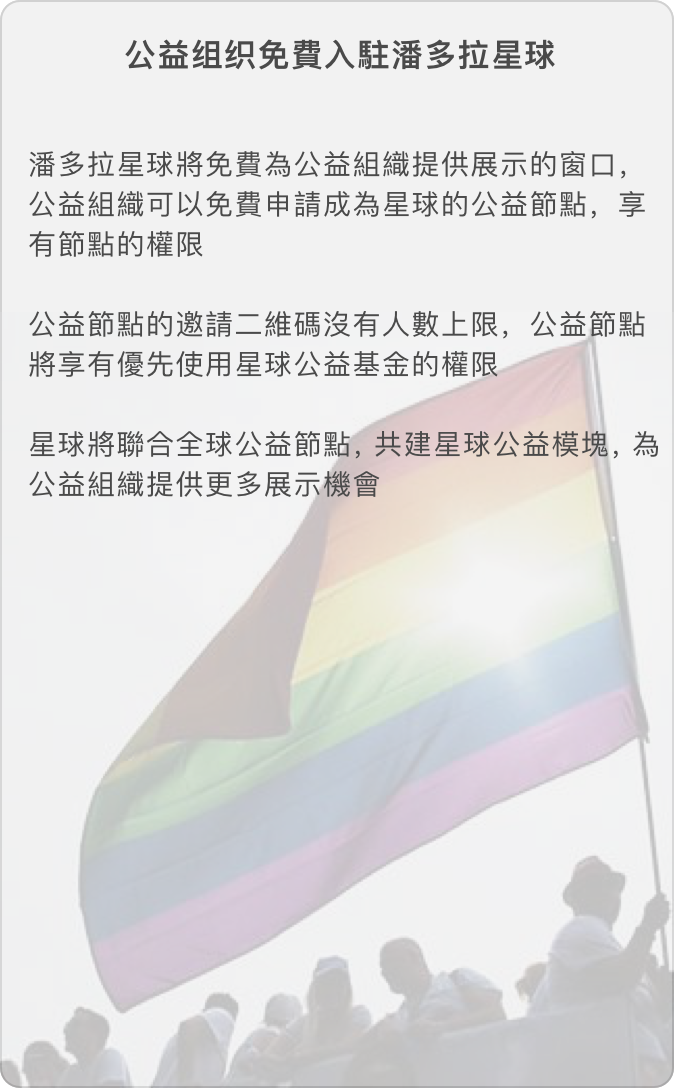 公益组织免費入駐潘多拉星球
潘多拉星球將免費為公益組織提供展示的窗口，
公益組織可以免費申請成為星球的公益節點，享
有節點的權限
公益節點的邀請二維碼沒有人數上限，公益節點
將享有優先使用星球公益基金的權限
星球將聯合全球公益節點，共建星球公益模塊，為
公益組織提供更多展示機會